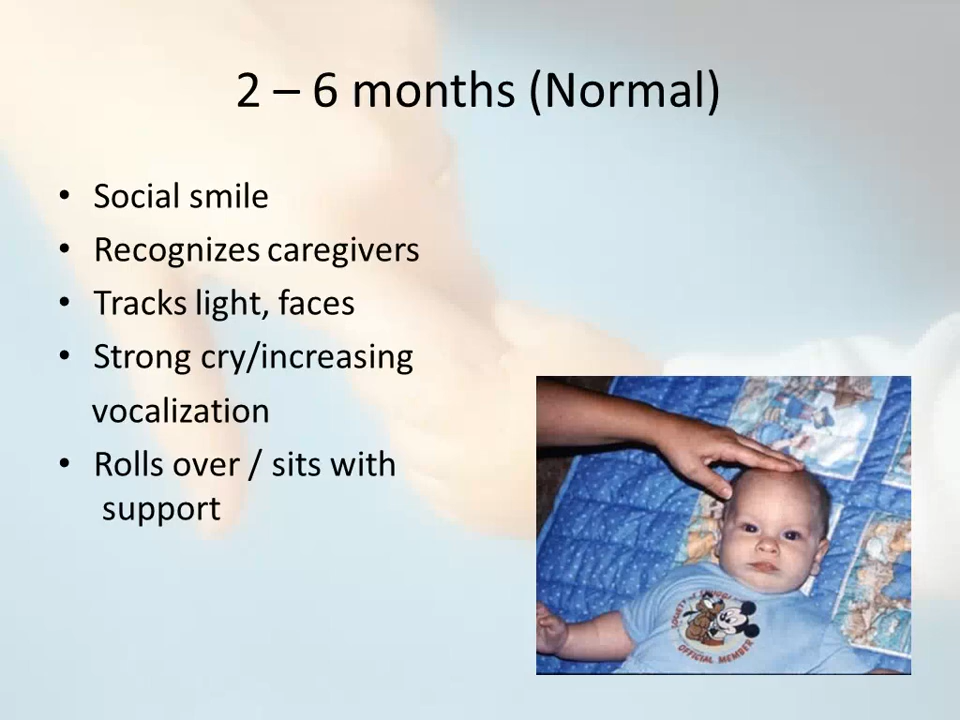 2 – 6 months (Normal)
• Social smile
• Recognizes caregivers
• Tracks light, faces
• Strong cry/increasing
vocalization
• Rolls over / sits with
support
OFFICIAL MEMBER